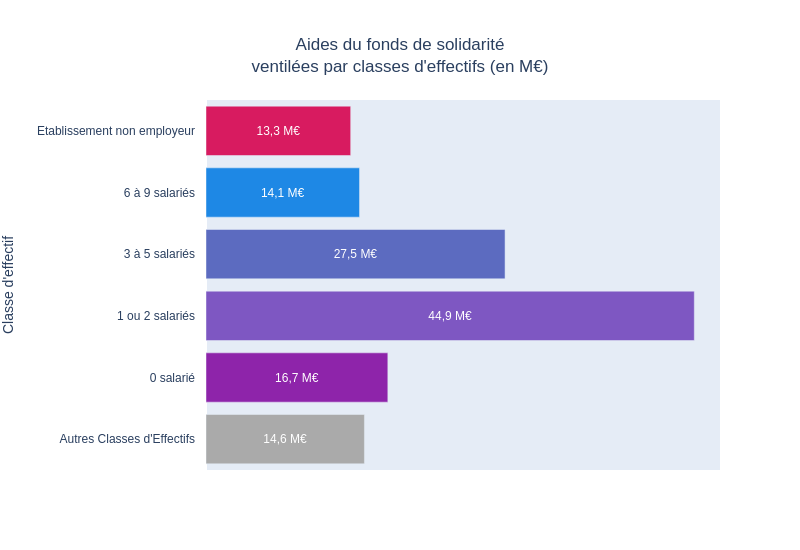 Aides du fonds de solidarité
ventilées par classes d'effectifs (en M€)
Classe d'effectif
Etablissement non employeur
13,3 M€
6 à 9 salariés
14,1 M€
3 à 5 salariés
27,5 M€
1 ou 2 salariés
44,9 M€
0 salarié
16,7 M€
Autres Classes d'Effectifs
14,6 M€